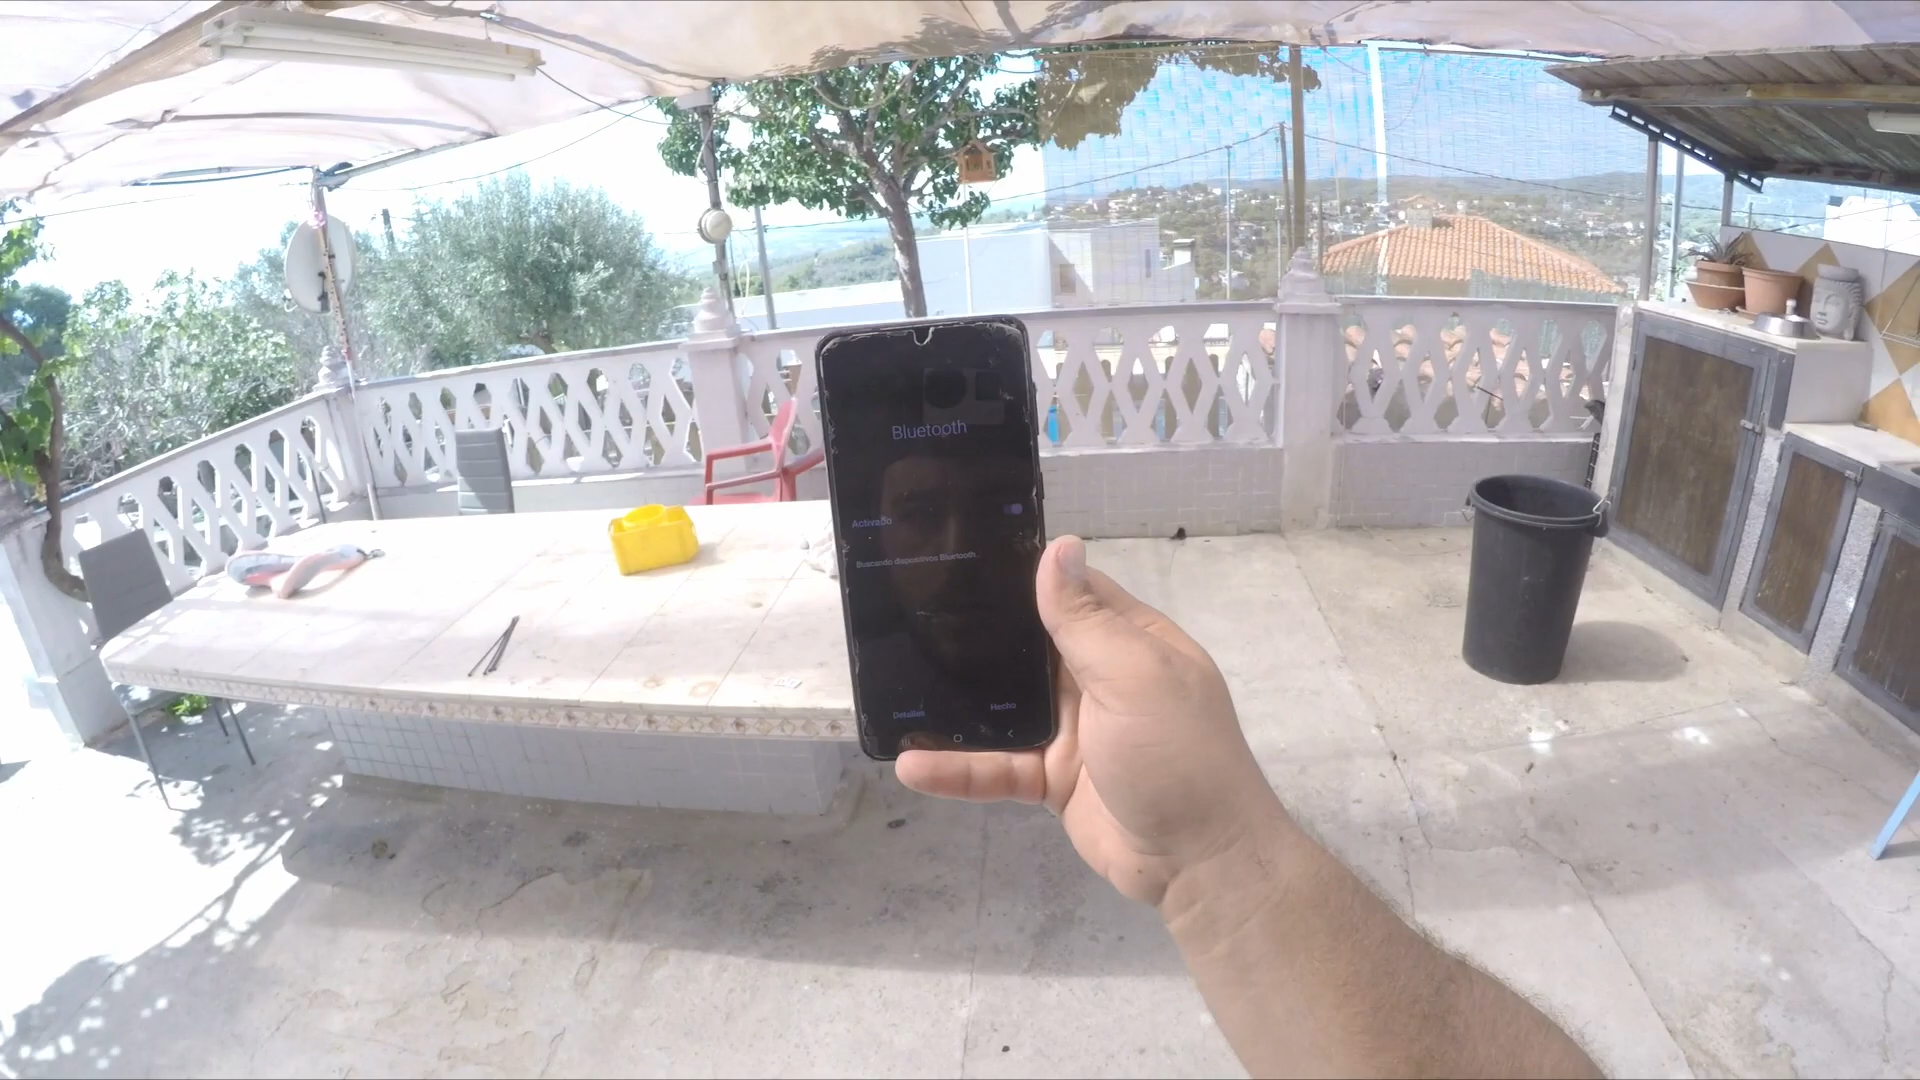 Bluetooth
Activado
Buscando dispositivos Bluetooth...
Detalles
Hecho